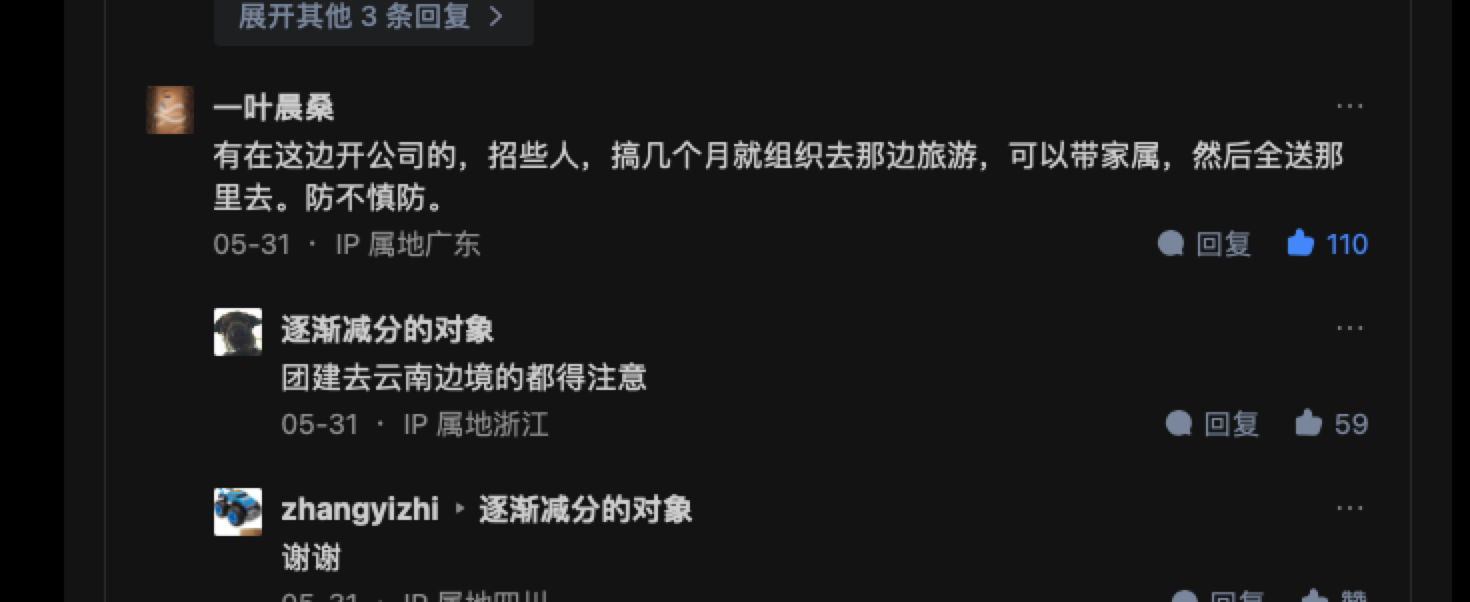 展开其他 3 条回复 >
一叶晨桑
有在这边开公司的，招些人，搞几个月就组织去那边旅游，可以带家属，然后全送那
里去。防不慎防。
05-31 · IP 属地广东 回复 110
逐渐减分的对象
团建去云南边境的都得注意
05-31 · IP 属地浙江 回复 59
zhangyizhi ▸ 逐渐减分的对象
谢谢
05-31 · IP 属地四川 回复 赞